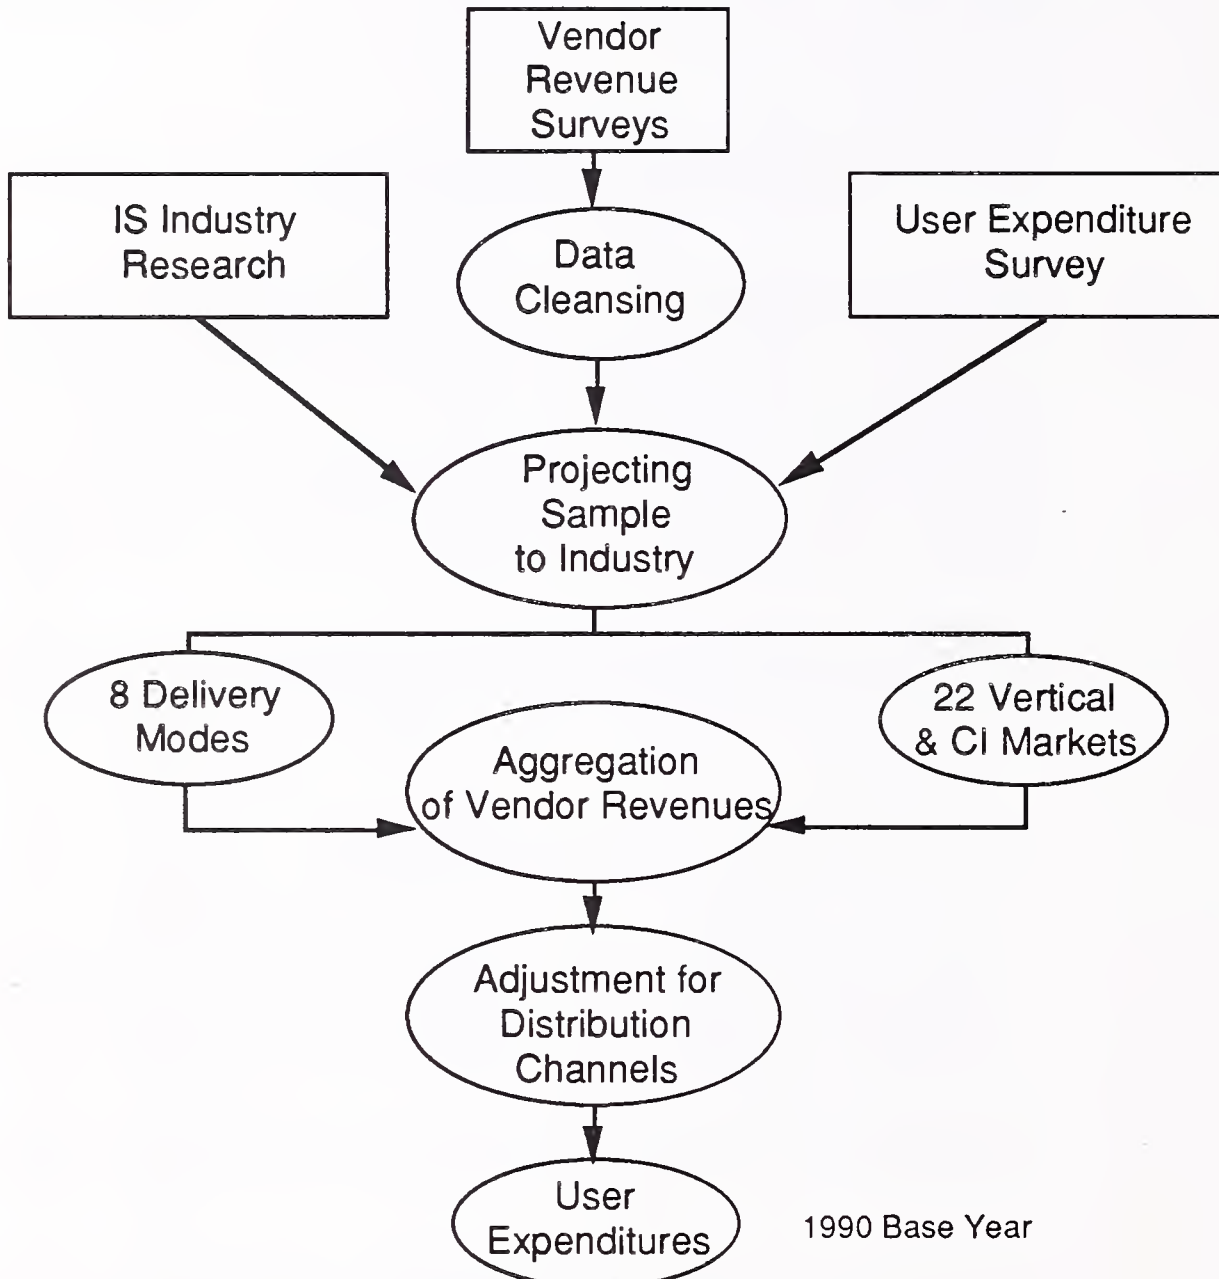 Vendor
Revenue
Surveys
IS Industry
Research
Data
Cleansing
User Expenditure
Survey
Projecting
Sample
to Industry
8 Delivery
Modes
Aggregation
of Vendor Revenues
22 Vertical
& CI Markets
Adjustment for
Distribution
Channels
User
Expenditures
1990 Base Year